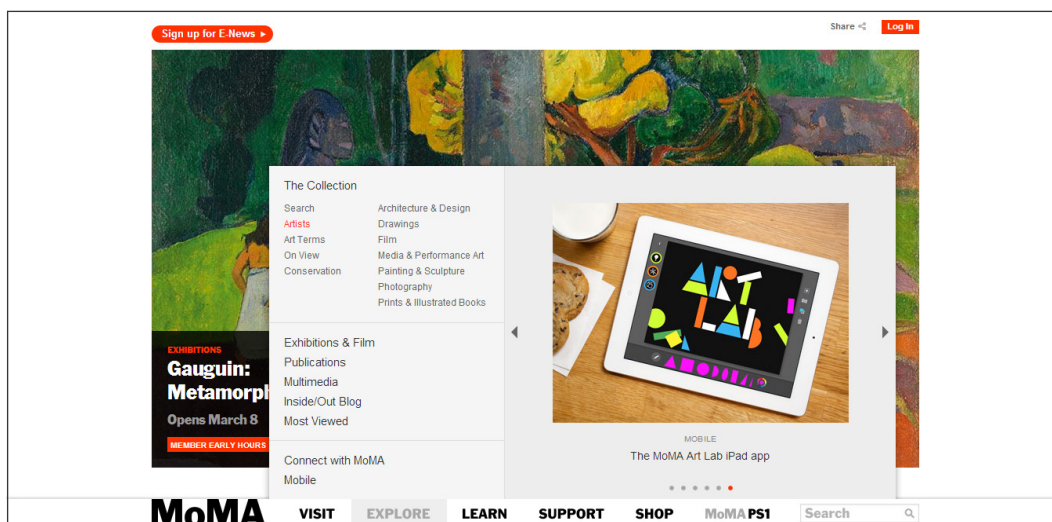 Sign up for E-News
Share
Log In
The Collection
Search
Artists
Art Terms
On View
Conservation
Architecture & Design
Drawings
Film
Media & Performance Art
Painting & Sculpture
Photography
Prints & Illustrated Books
Exhibitions & Film
Publications
Multimedia
Inside/Out Blog
Most Viewed
Connect with MoMA
Mobile
ART
LAB
MOBILE
The MoMA Art Lab iPad app
EXHIBITIONS
Gauguin:
Metamorph
Opens March 8
MEMBER EARLY HOURS
MoMA
VISIT EXPLORE LEARN SUPPORT SHOP MoMA PS1 Search